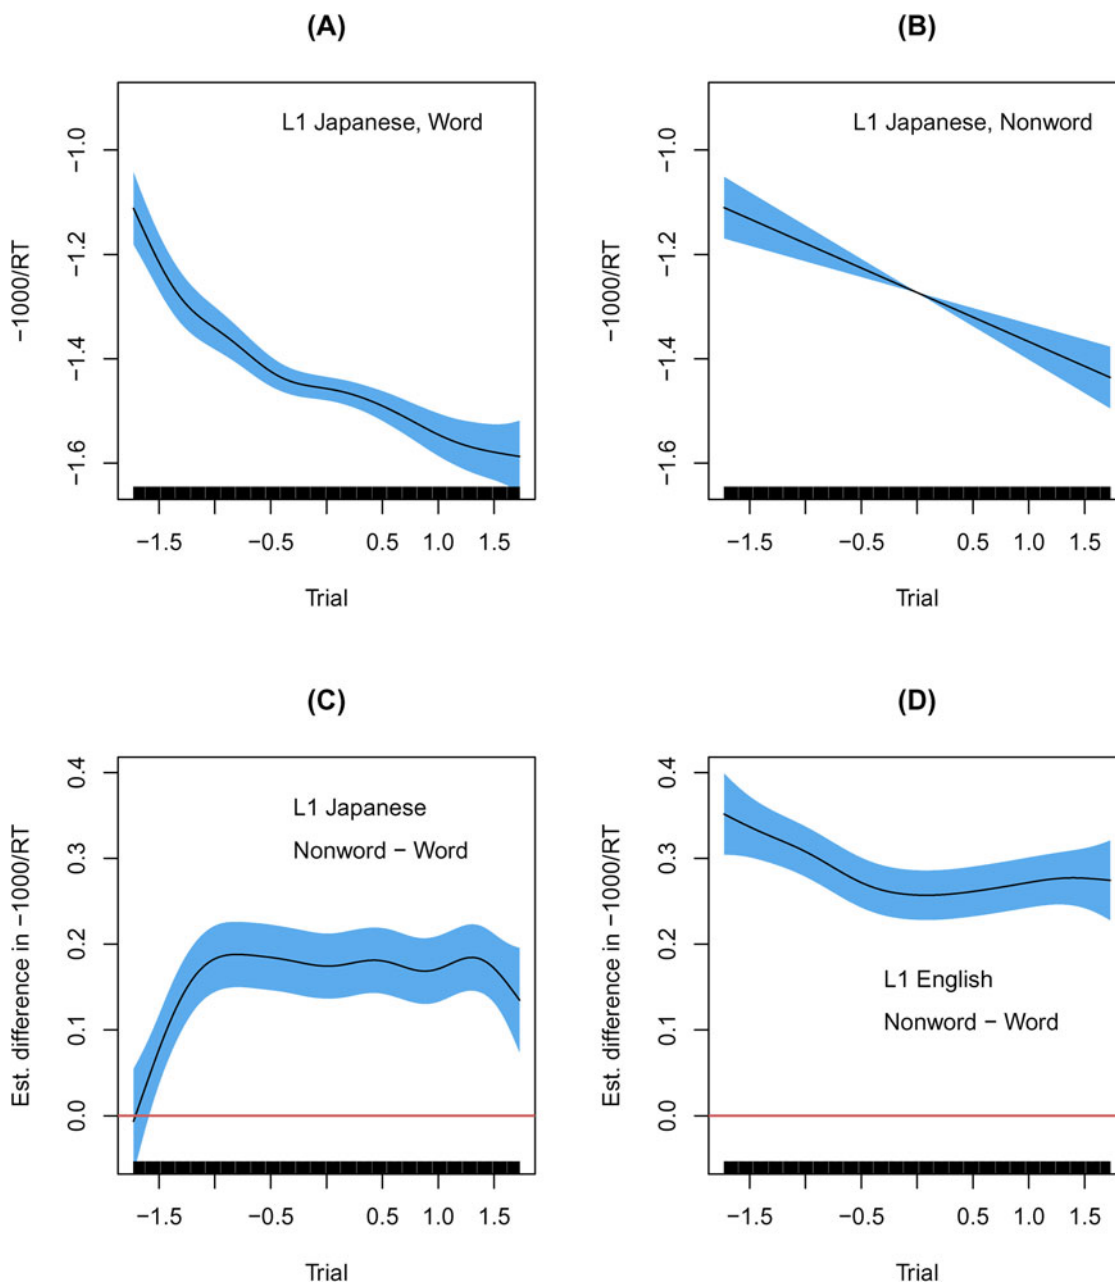 (A)
L1 Japanese, Word
−1000/RT
−1.0
−1.2
−1.4
−1.6
−1.5
−0.5
0.5
1.0
1.5
Trial
(B)
L1 Japanese, Nonword
−1000/RT
−1.0
−1.2
−1.4
−1.6
−1.5
−0.5
0.5
1.0
1.5
Trial
(C)
L1 Japanese
Nonword − Word
Est. difference in −1000/RT
0.4
0.3
0.2
0.1
0.0
−1.5
−0.5
0.5
1.0
1.5
Trial
(D)
L1 English
Nonword − Word
Est. difference in −1000/RT
0.4
0.3
0.2
0.1
0.0
−1.5
−0.5
0.5
1.0
1.5
Trial